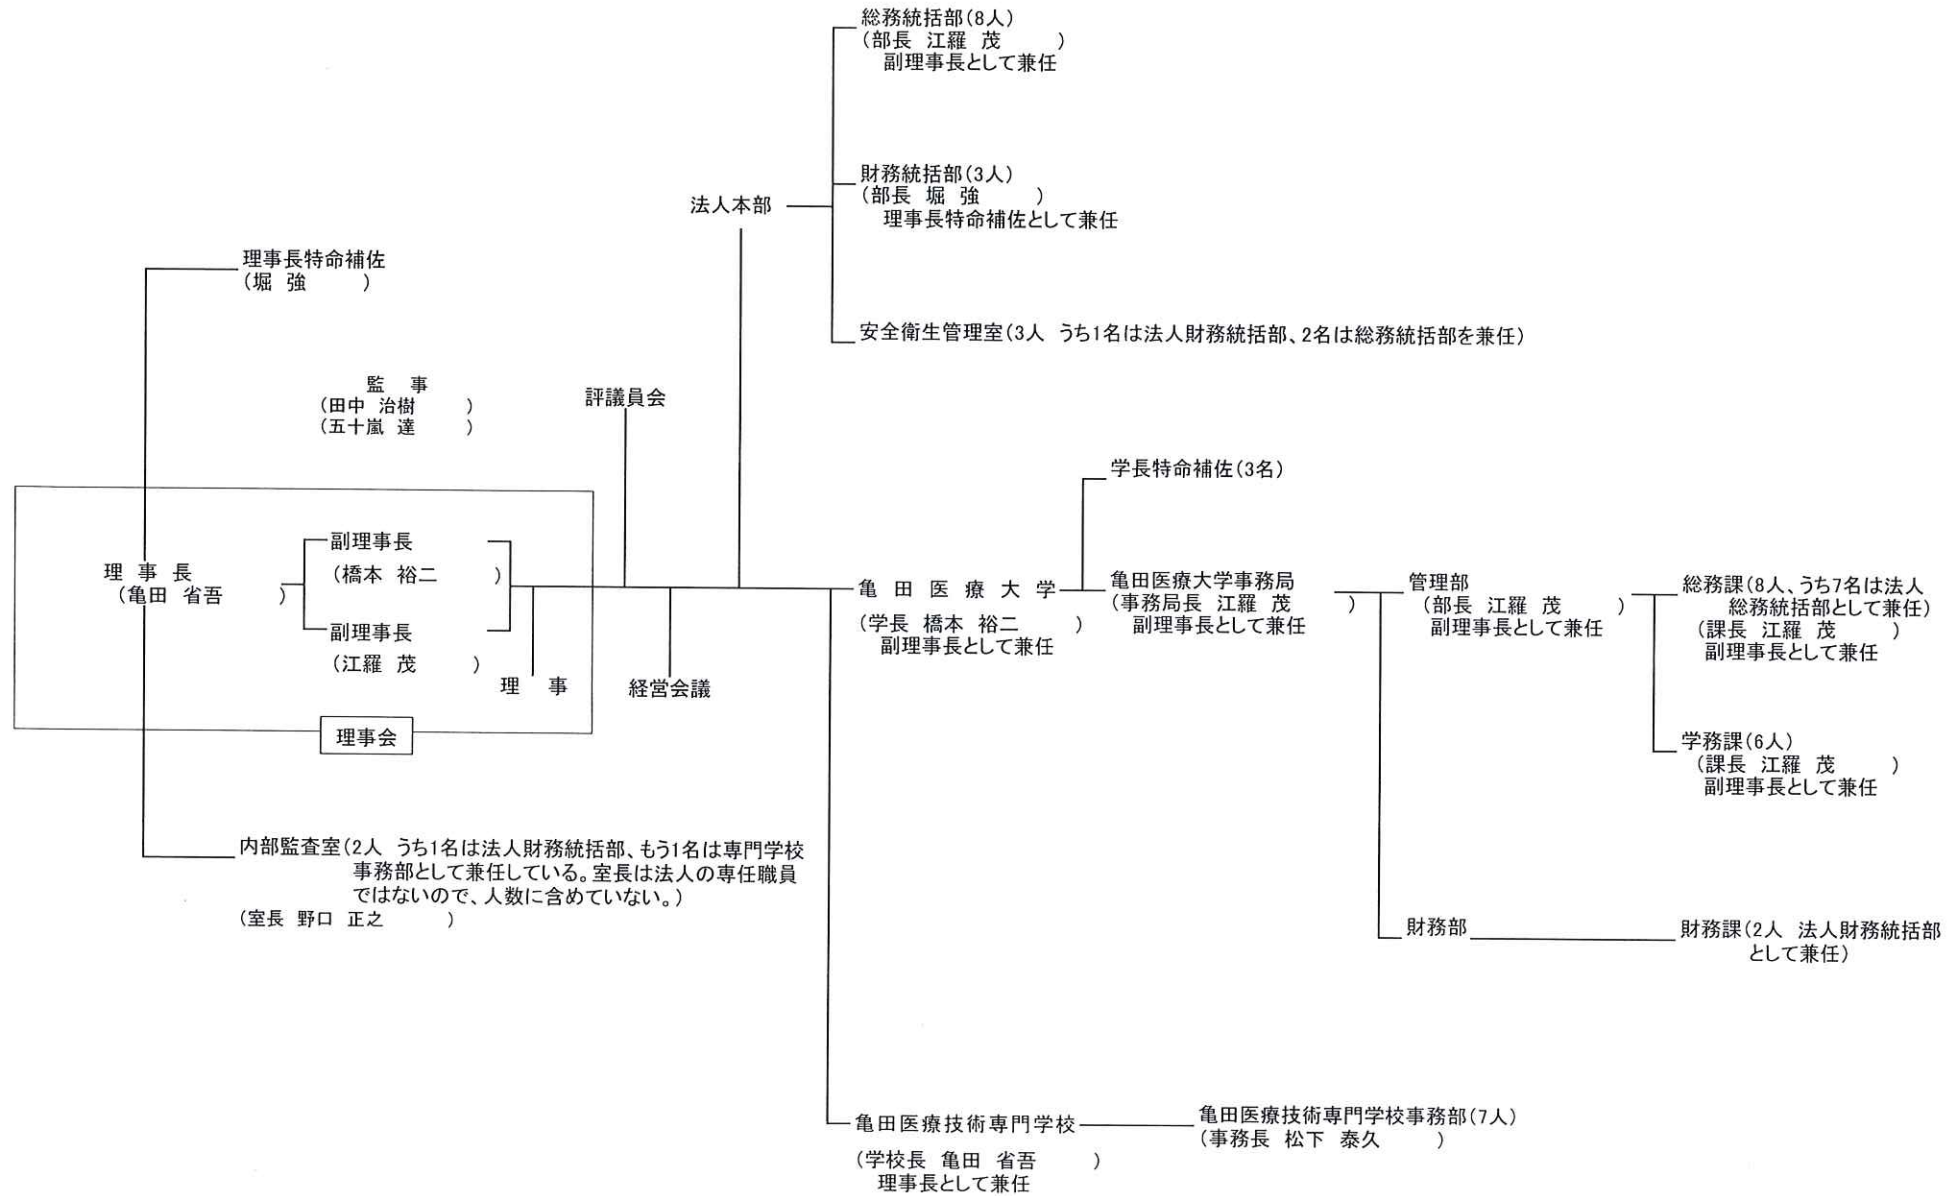 総務統括部(8人)
(部長 江羅 茂 )
副理事長として兼任
財務統括部(3人)
(部長 堀 強 )
理事長特命補佐として兼任
法人本部
理事長特命補佐
(堀 強 )
安全衛生管理室(3人 うち1名は法人財務統括部、2名は総務統括部を兼任)
監 事
(田中 治樹 )
(五十嵐 達 )
評議員会
学長特命補佐(3名)
理 事 長
(亀田 省吾 )
副理事長
(橋本 裕二 )
副理事長
(江羅 茂 )
理 事
経営会議
理事会
亀 田 医 療 大 学
(学長 橋本 裕二 )
副理事長として兼任
亀田医療大学事務局
(事務局長 江羅 茂 )
副理事長として兼任
管理部
(部長 江羅 茂 )
副理事長として兼任
総務課(8人、うち7名は法人
総務統括部として兼任)
(課長 江羅 茂 )
副理事長として兼任
学務課(6人)
(課長 江羅 茂 )
副理事長として兼任
内部監査室(2人 うち1名は法人財務統括部、もう1名は専門学校
事務部として兼任している。室長は法人の専任職員
ではないので、人数に含めていない。)
(室長 野口 正之 )
財務部
財務課(2人 法人財務統括部
として兼任)
亀田医療技術専門学校
(学校長 亀田 省吾 )
理事長として兼任
亀田医療技術専門学校事務部(7人)
(事務長 松下 泰久 )